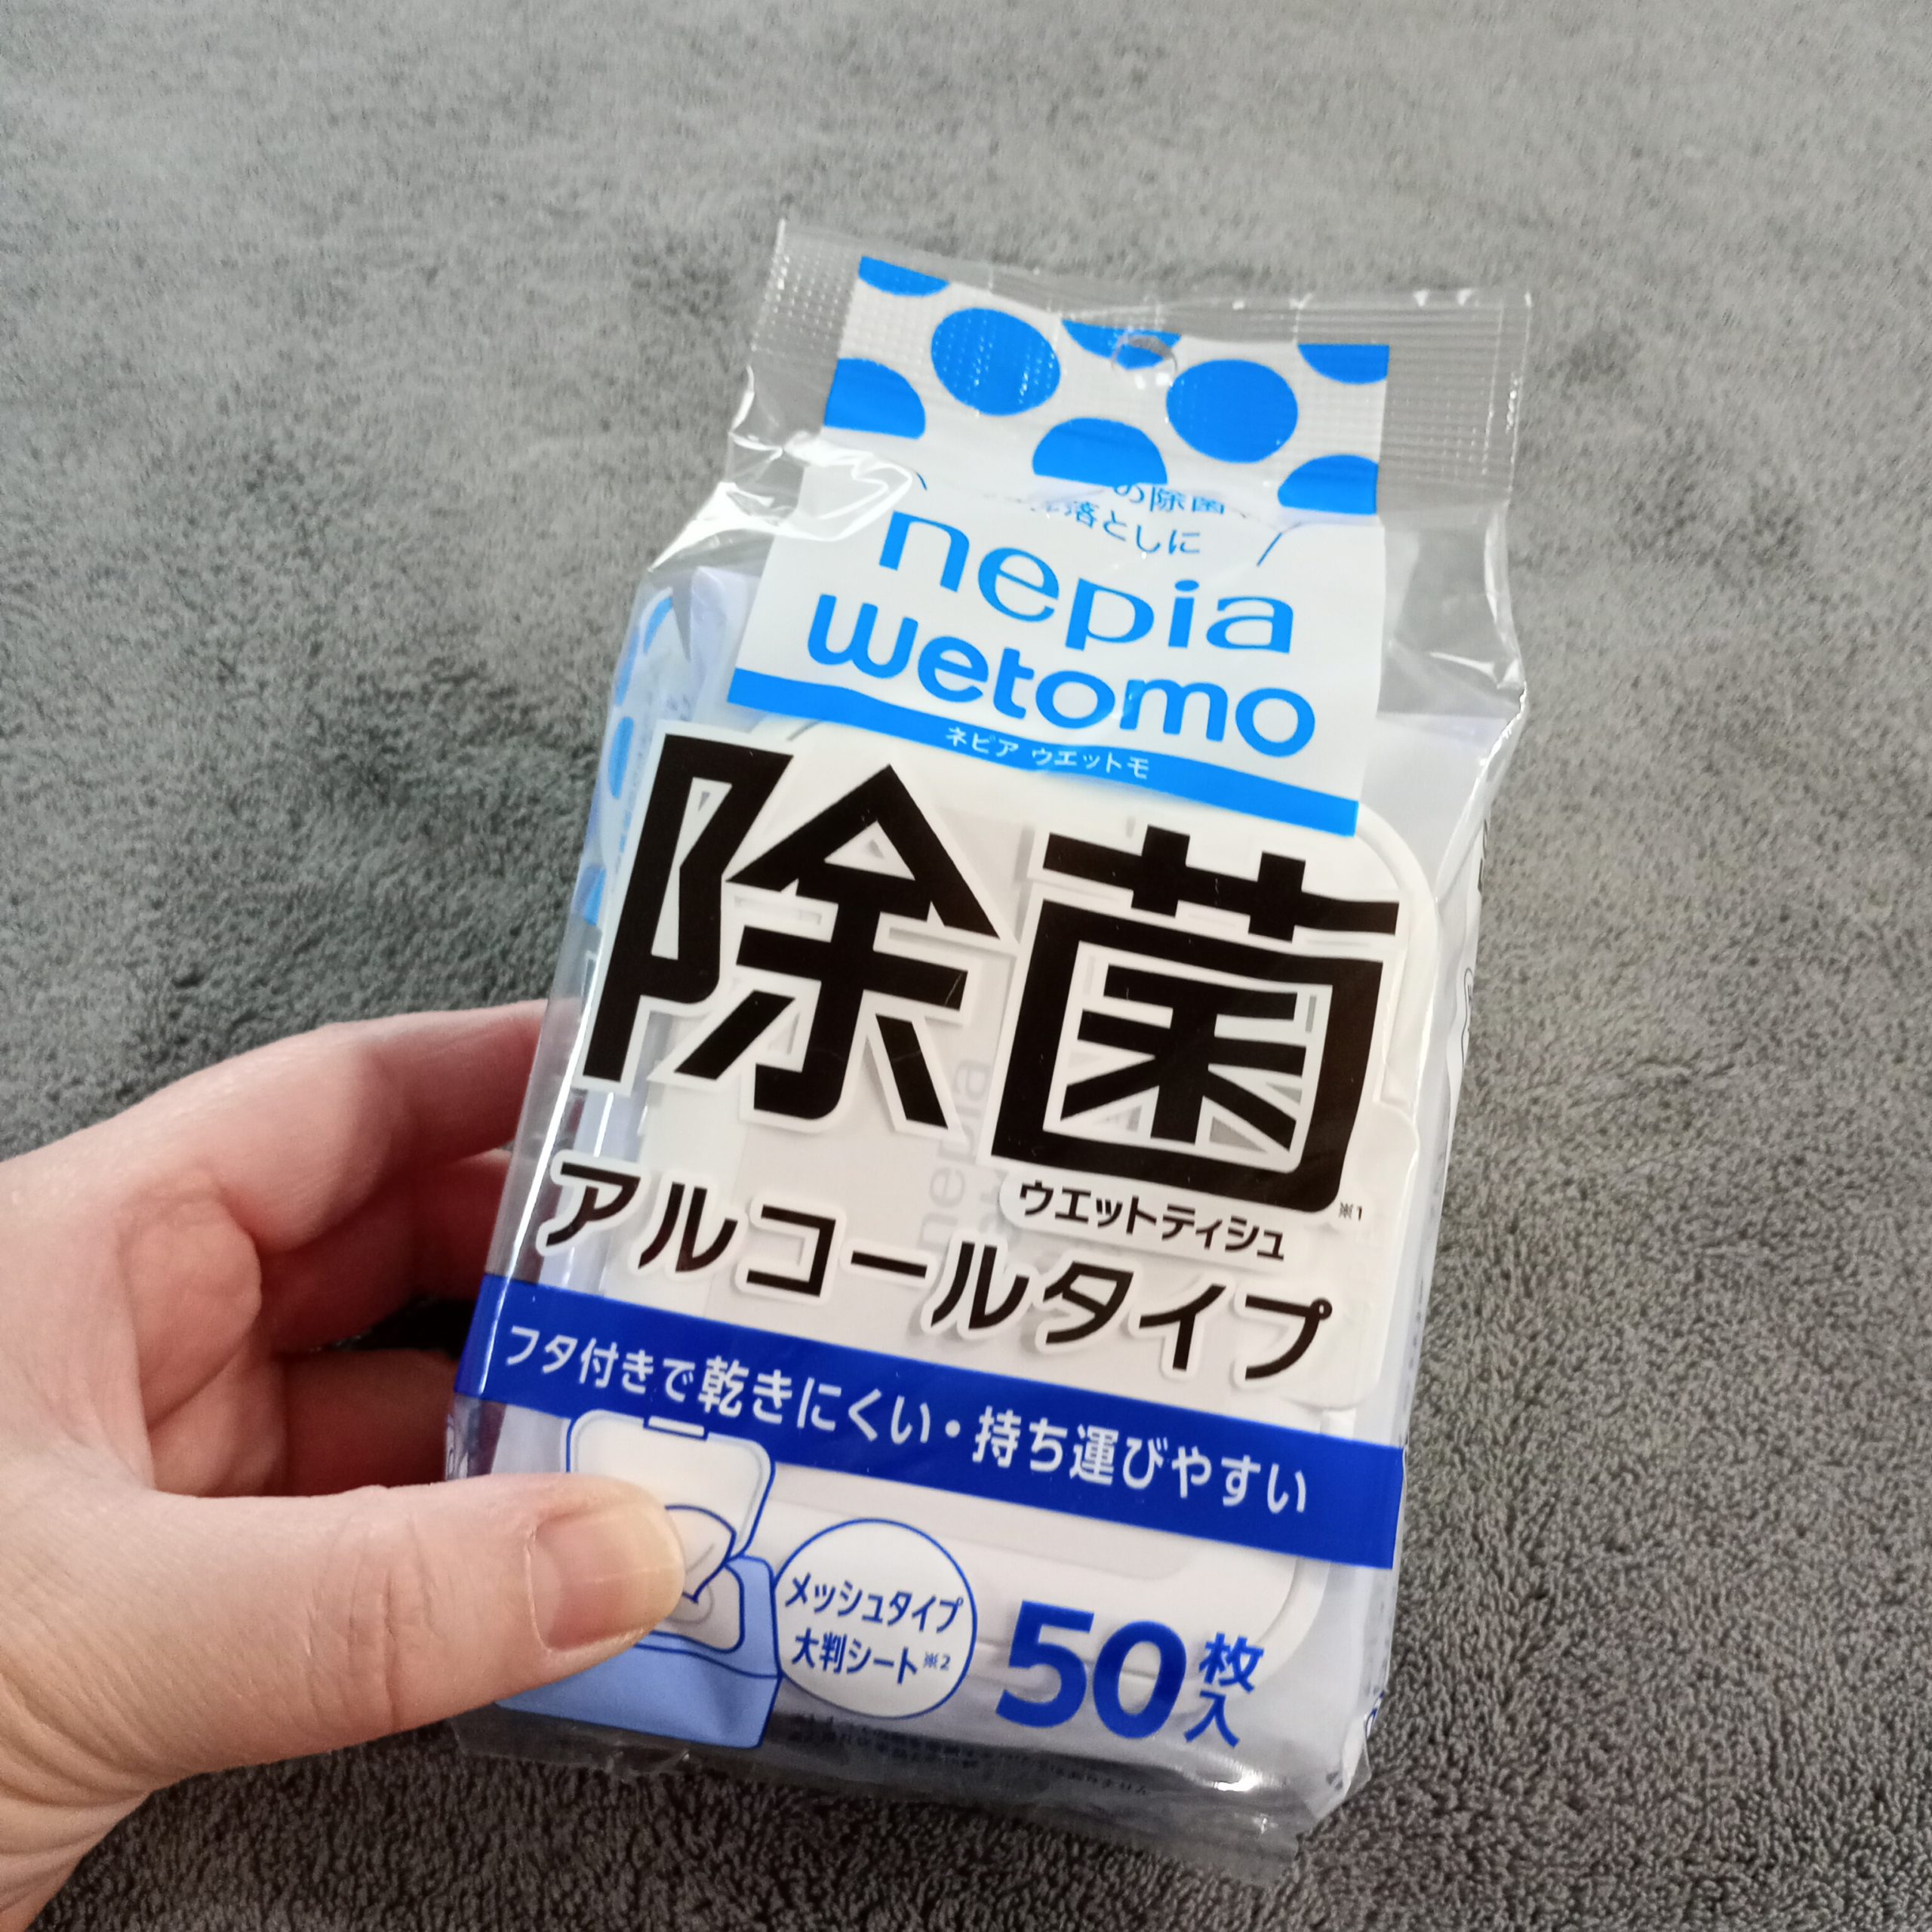 の除菌
落としに
nepia
wetomo
ネピア ウエットモ
除菌
ウエットティシュ ※1
アルコールタイプ
フタ付きで乾きにくい・持ち運びやすい
メッシュタイプ
大判シート※2
50枚入